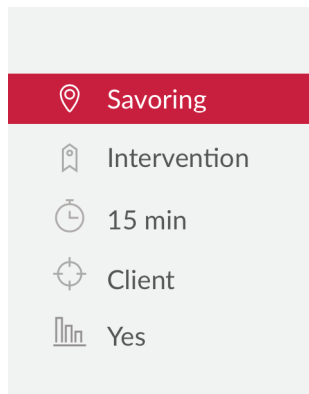 Savoring
Intervention
15 min
Client
Yes